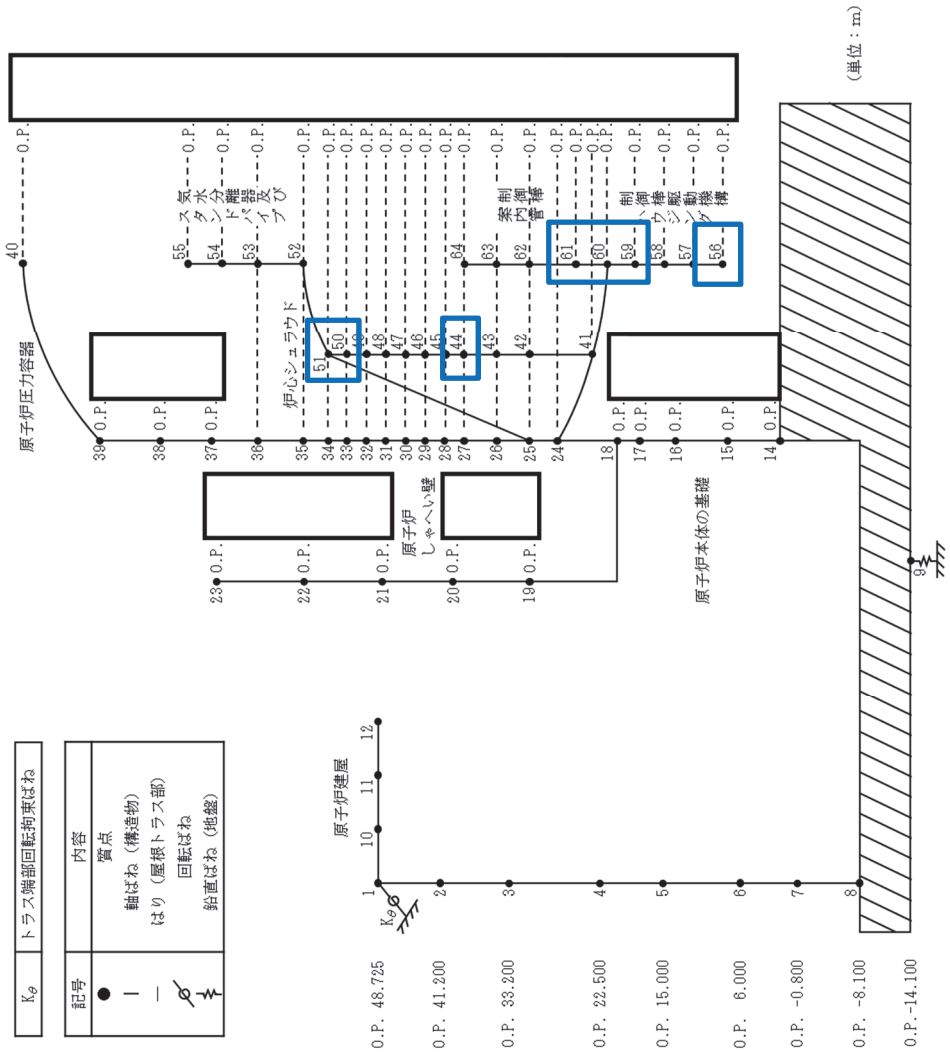 40
O.P.
原子炉圧力容器
39
O.P.
38
O.P.
37
O.P.
36
35
34
33
32
31
30
29
28
27
26
25
24
18
O.P.
17
O.P.
16
O.P.
15
O.P.
14
O.P.
気水分離器及び
スタンドパイプ
55
O.P.
54
O.P.
53
O.P.
52
O.P.
炉心シュラウド
51
O.P.
50
O.P.
49
O.P.
48
O.P.
47
O.P.
46
O.P.
45
O.P.
44
43
42
41
制御棒
案内管
64
O.P.
63
O.P.
62
O.P.
O.P.
61
O.P.
O.P.
60
O.P.
制御棒駆動機構
ハウジング
59
O.P.
58
O.P.
57
O.P.
56
O.P.
(単位：m)
原子炉
しゃへい壁
23
O.P.
22
O.P.
21
O.P.
20
O.P.
19
O.P.
原子炉本体の基礎
9
原子炉建屋
1
10
11
12
Kθ
2
3
4
5
6
7
8
O.P. 48.725
O.P. 41.200
O.P. 33.200
O.P. 22.500
O.P. 15.000
O.P. 6.000
O.P. -0.800
O.P. -8.100
O.P.-14.100
Kθ トラス端部回転拘束ばね
記号 内容
質点
軸ばね (構造物)
はり (屋根トラス部)
回転ばね
鉛直ばね (地盤)